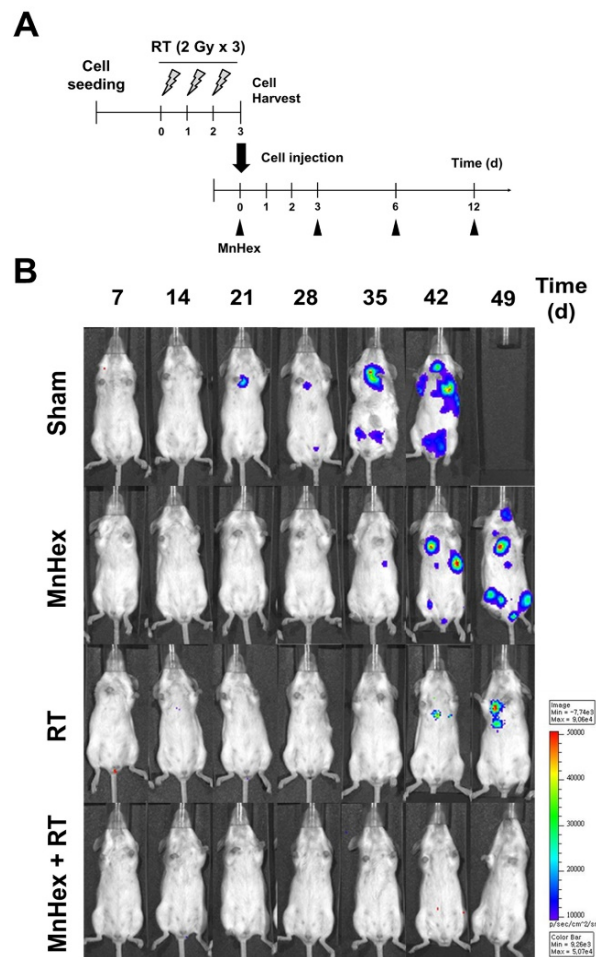 A
RT (2 Gy x 3)
Cell
seeding
Cell
Harvest
0 1 2 3
Cell injection
Time (d)
0 1 2 3 6 12
MnHex
B
7 14 21 28 35 42 49 Time
(d)
Sham
MnHex
RT
MnHex + RT
Image
Min = -7.74e3
Max = 9.06e4
50000
40000
30000
20000
10000
Color Bar
Min = 9.26e3
Max = 5.07e4